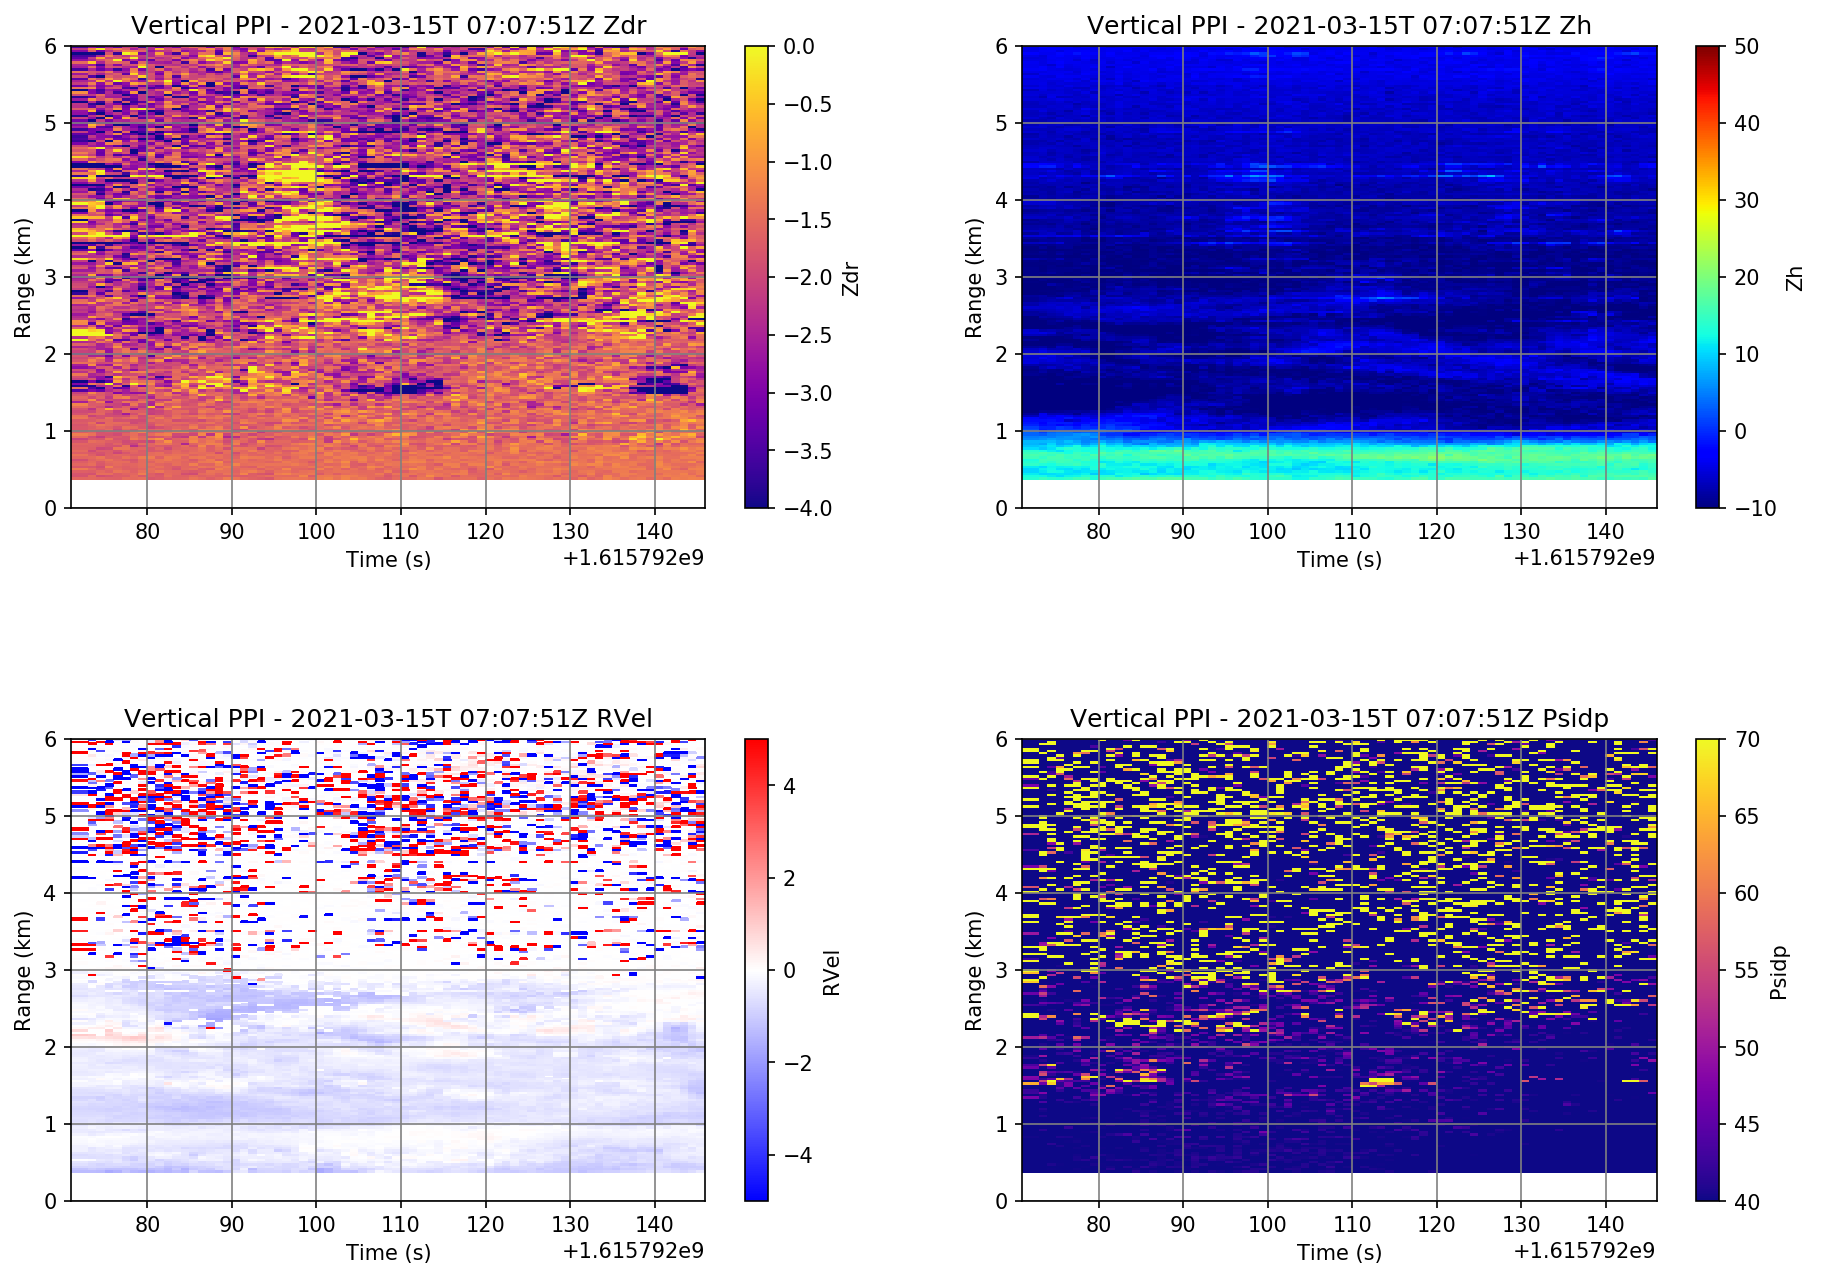 Vertical PPI - 2021-03-15T 07:07:51Z Zdr
6
5
4
3
2
1
0
Range (km)
80 90 100 110 120 130 140
Time (s)
+1.615792e9
0.0
−0.5
−1.0
−1.5
−2.0
−2.5
−3.0
−3.5
−4.0
Zdr
Vertical PPI - 2021-03-15T 07:07:51Z Zh
6
5
4
3
2
1
0
Range (km)
80 90 100 110 120 130 140
Time (s)
+1.615792e9
50
40
30
20
10
0
−10
Zh
Vertical PPI - 2021-03-15T 07:07:51Z RVel
6
5
4
3
2
1
0
Range (km)
80 90 100 110 120 130 140
Time (s)
+1.615792e9
4
2
0
−2
−4
RVel
Vertical PPI - 2021-03-15T 07:07:51Z Psidp
6
5
4
3
2
1
0
Range (km)
80 90 100 110 120 130 140
Time (s)
+1.615792e9
70
65
60
55
50
45
40
Psidp